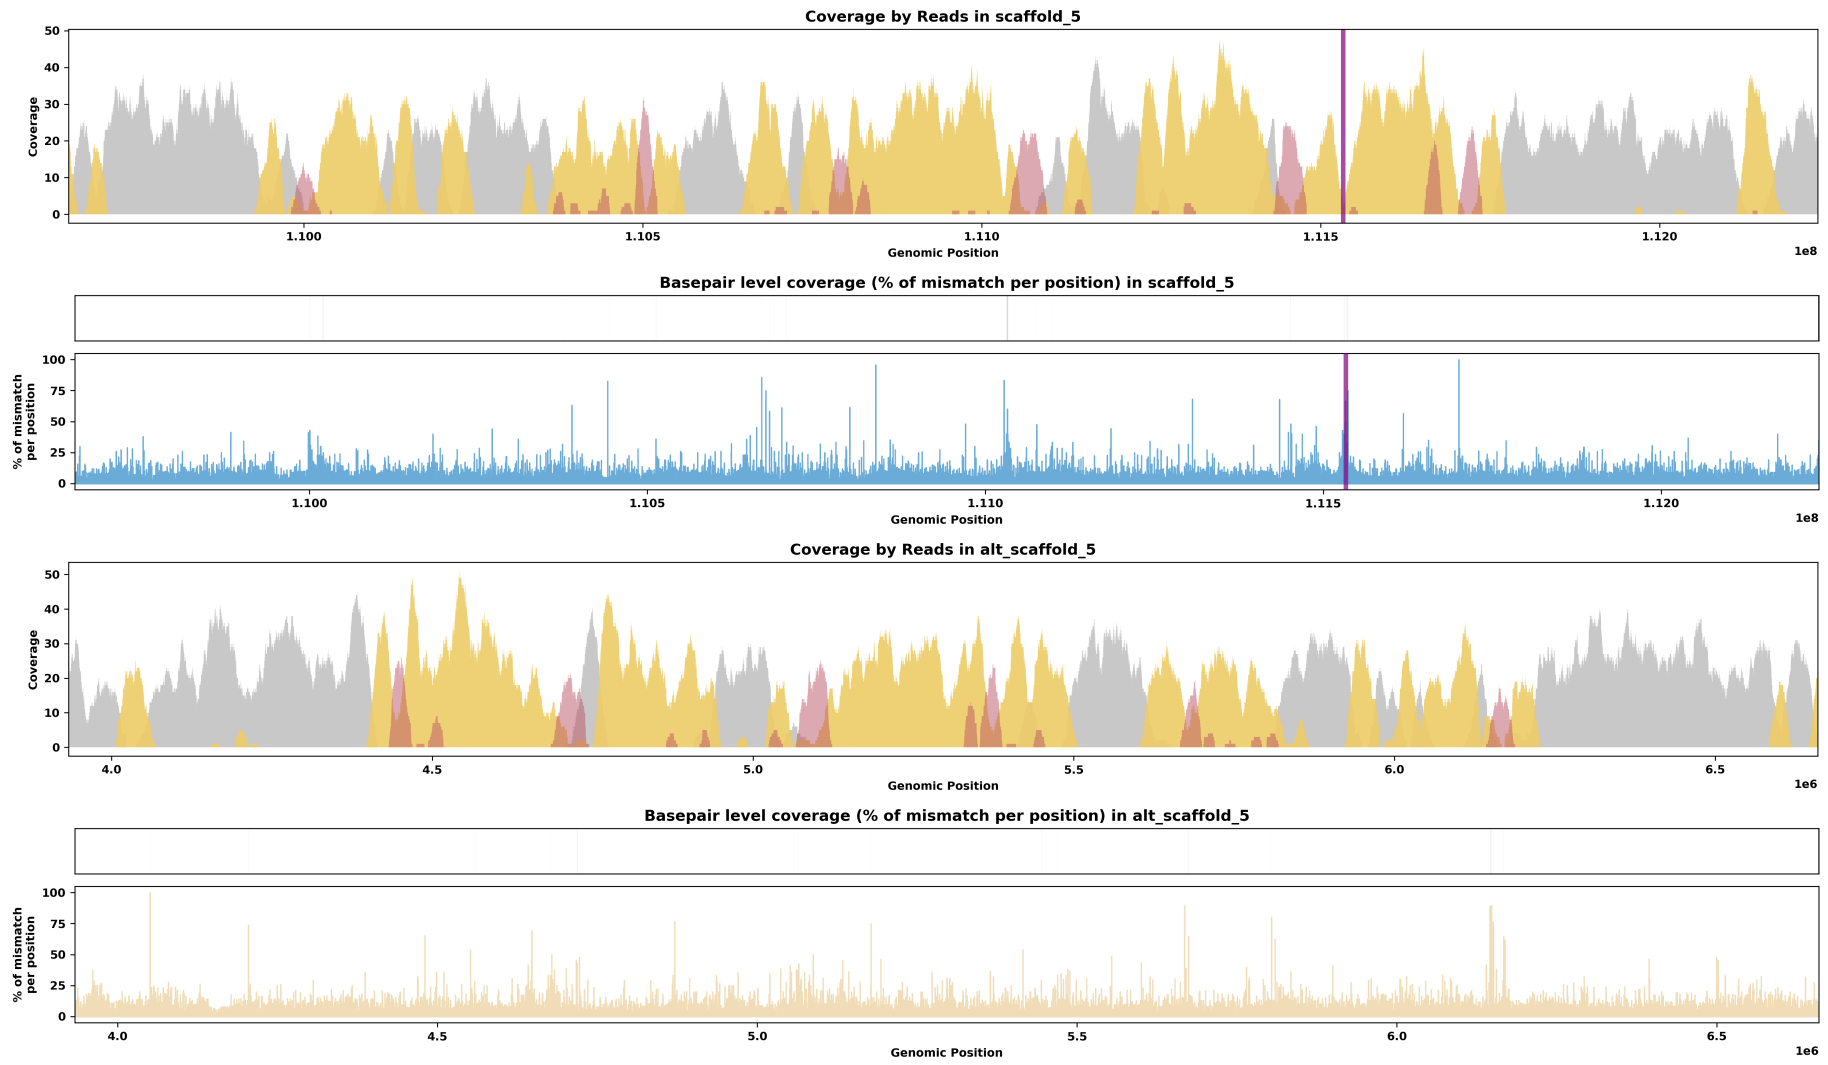 Coverage by Reads in scaffold_5
50
40
30
20
10
0
Coverage
1.100 1.105 1.110 1.115 1.120
1e8
Genomic Position
Basepair level coverage (% of mismatch per position) in scaffold_5
100
75
50
25
0
% of mismatch
per position
1.100 1.105 1.110 1.115 1.120
1e8
Genomic Position
Coverage by Reads in alt_scaffold_5
50
40
30
20
10
0
Coverage
4.0 4.5 5.0 5.5 6.0 6.5
1e6
Genomic Position
Basepair level coverage (% of mismatch per position) in alt_scaffold_5
100
75
50
25
0
% of mismatch
per position
4.0 4.5 5.0 5.5 6.0 6.5
1e6
Genomic Position